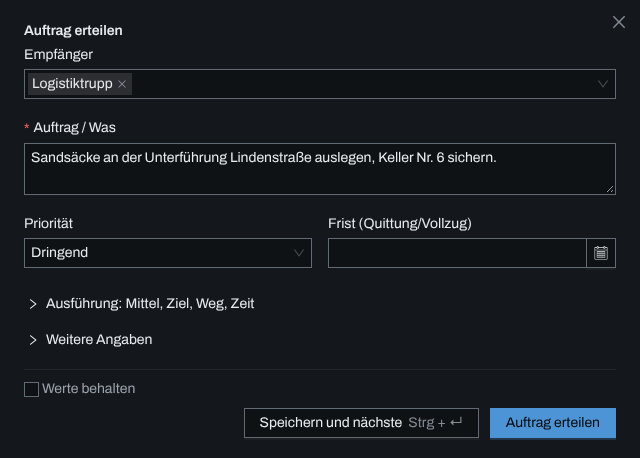 Auftrag erteilen
Empfänger
Logistiktrupp
* Auftrag / Was
Sandsäcke an der Unterführung Lindenstraße auslegen, Keller Nr. 6 sichern.
Priorität
Frist (Quittung/Vollzug)
Dringend
Ausführung: Mittel, Ziel, Weg, Zeit
Weitere Angaben
Werte behalten
Speichern und nächste Strg + ↵
Auftrag erteilen